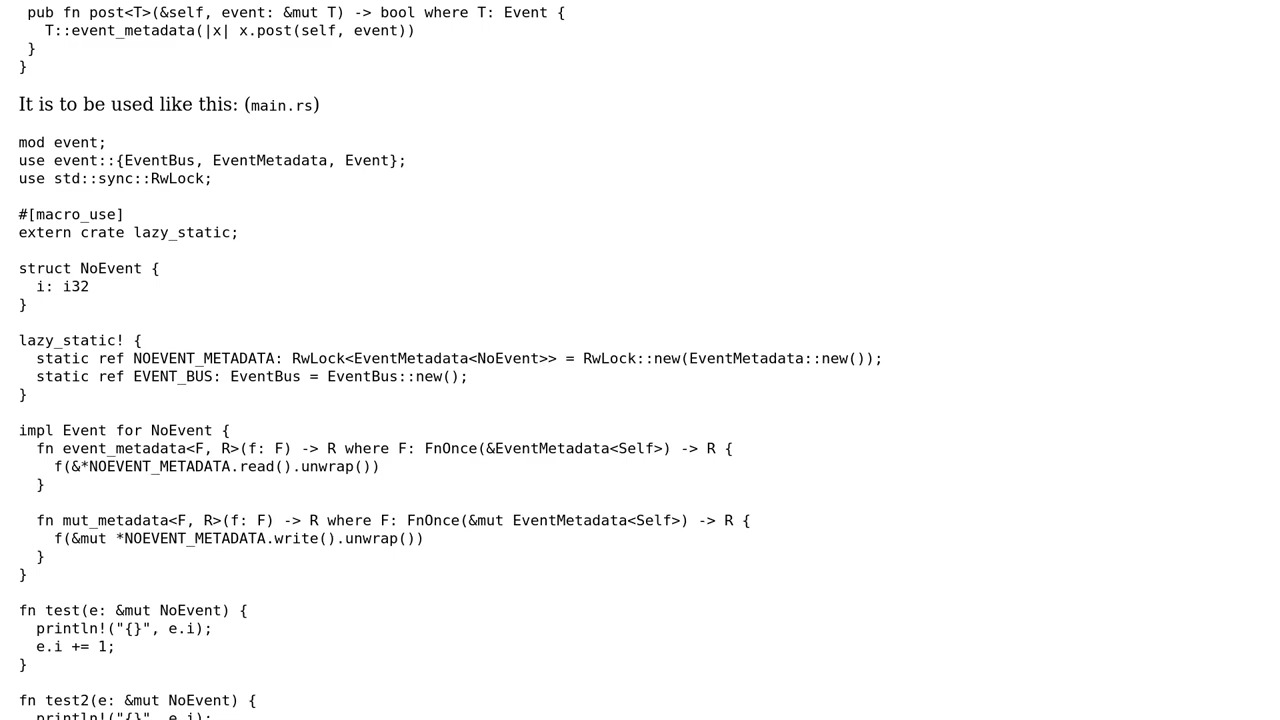 pub fn post<T>(&self, event: &mut T) -> bool where T: Event {
T::event_metadata(|x| x.post(self, event))
}
}
It is to be used like this: (main.rs)
mod event;
use event::{EventBus, EventMetadata, Event};
use std::sync::RwLock;
#[macro_use]
extern crate lazy_static;
struct NoEvent {
i: i32
}
lazy_static! {
static ref NOEVENT_METADATA: RwLock<EventMetadata<NoEvent>> = RwLock::new(EventMetadata::new());
static ref EVENT_BUS: EventBus = EventBus::new();
}
impl Event for NoEvent {
fn event_metadata<F, R>(f: F) -> R where F: FnOnce(&EventMetadata<Self>) -> R {
f(&*NOEVENT_METADATA.read().unwrap())
}
fn mut_metadata<F, R>(f: F) -> R where F: FnOnce(&mut EventMetadata<Self>) -> R {
f(&mut *NOEVENT_METADATA.write().unwrap())
}
}
fn test(e: &mut NoEvent) {
println!("{}", e.i);
e.i += 1;
}
fn test2(e: &mut NoEvent) {
println!("{}", e.i);